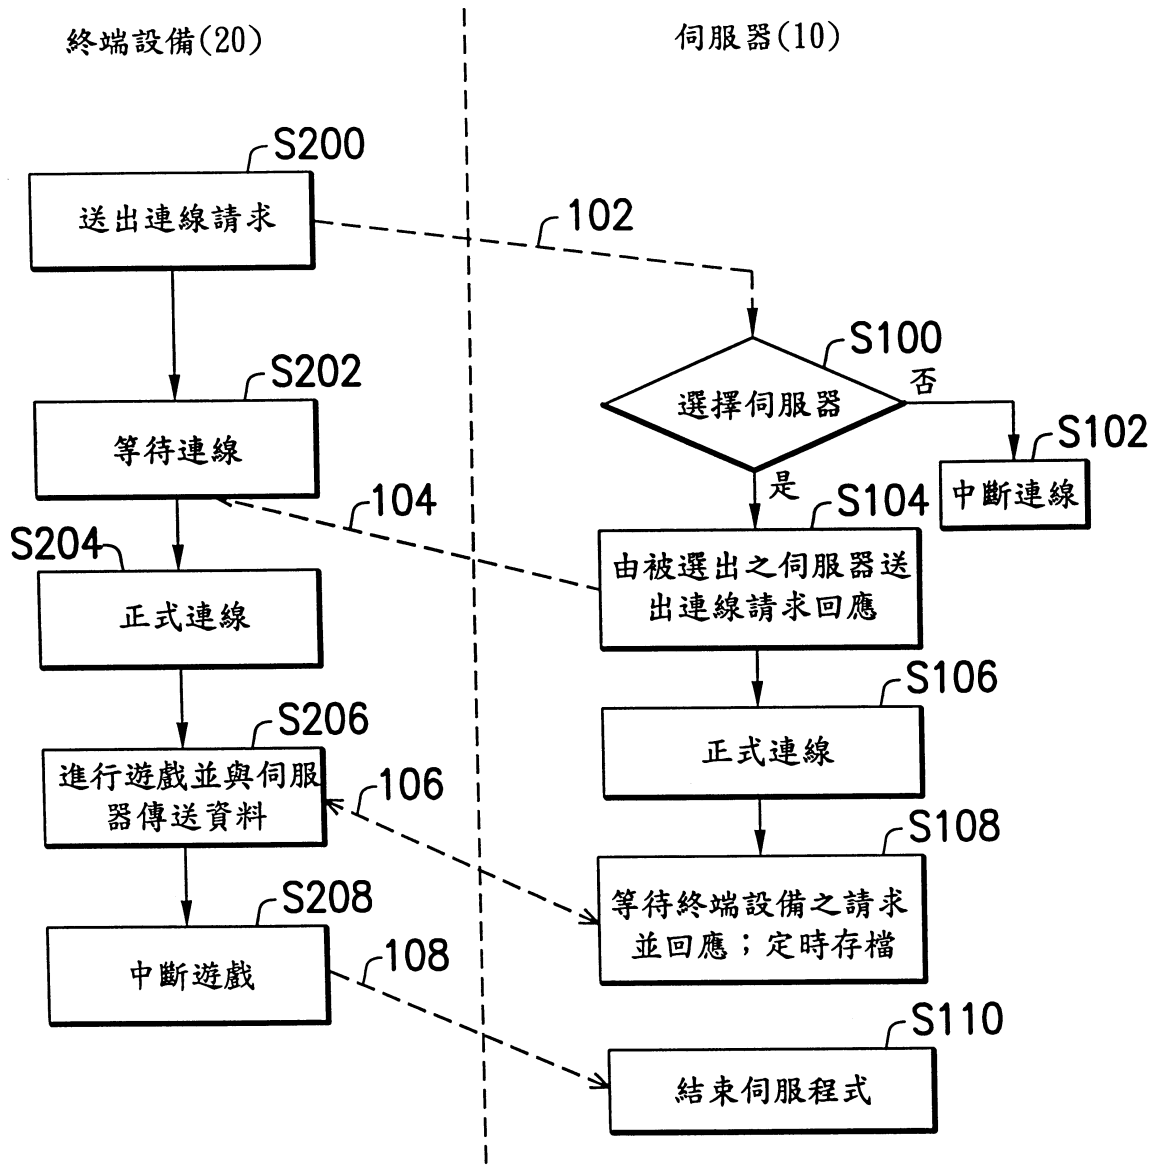 終端設備(20)
伺服器(10)
S200
送出連線請求
102
S100
選擇伺服器
否
S102
中斷連線
是
S202
等待連線
104
S104
由被選出之伺服器送
出連線請求回應
S204
正式連線
S106
正式連線
S206
進行遊戲並與伺服
器傳送資料
106
S108
等待終端設備之請求
並回應；定時存檔
S208
中斷遊戲
108
S110
結束伺服程式